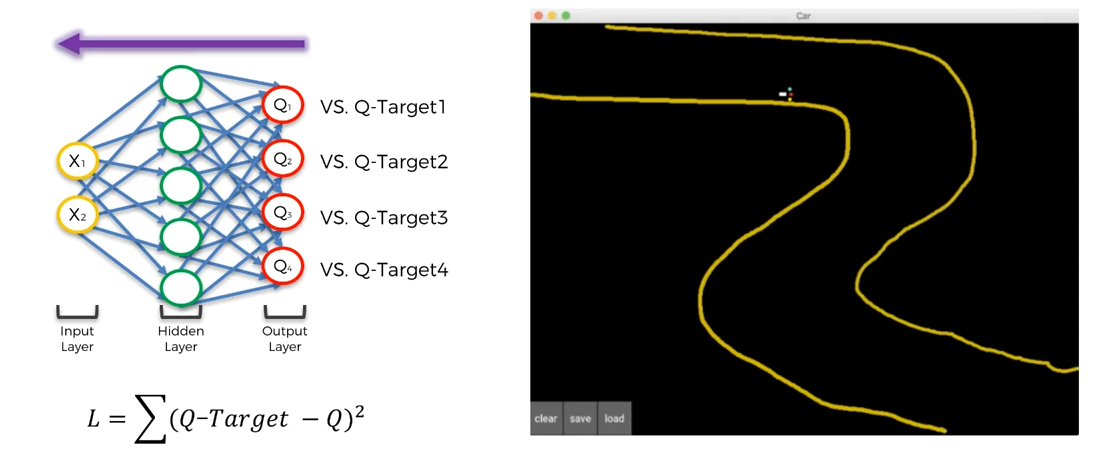 X₁
X₂
Q₁
Q₂
Q₃
Q₄
VS. Q-Target1
VS. Q-Target2
VS. Q-Target3
VS. Q-Target4
Input
Layer
Hidden
Layer
Output
Layer
L = ∑(Q-Target - Q)²
Car
clear
save
load